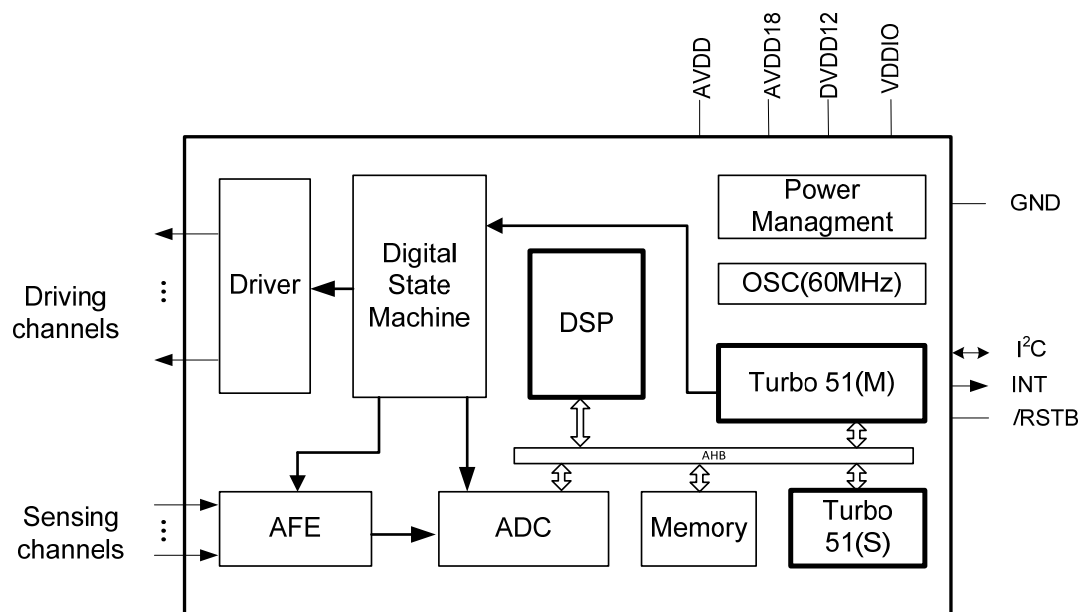 AVDD
AVDD18
DVDD12
VDDIO
Power
Managment
GND
Driver
Digital
State
Machine
OSC(60MHz)
DSP
Driving
channels
I²C
Turbo 51(M)
INT
/RSTB
AHB
Sensing
channels
AFE
ADC
Memory
Turbo
51(S)